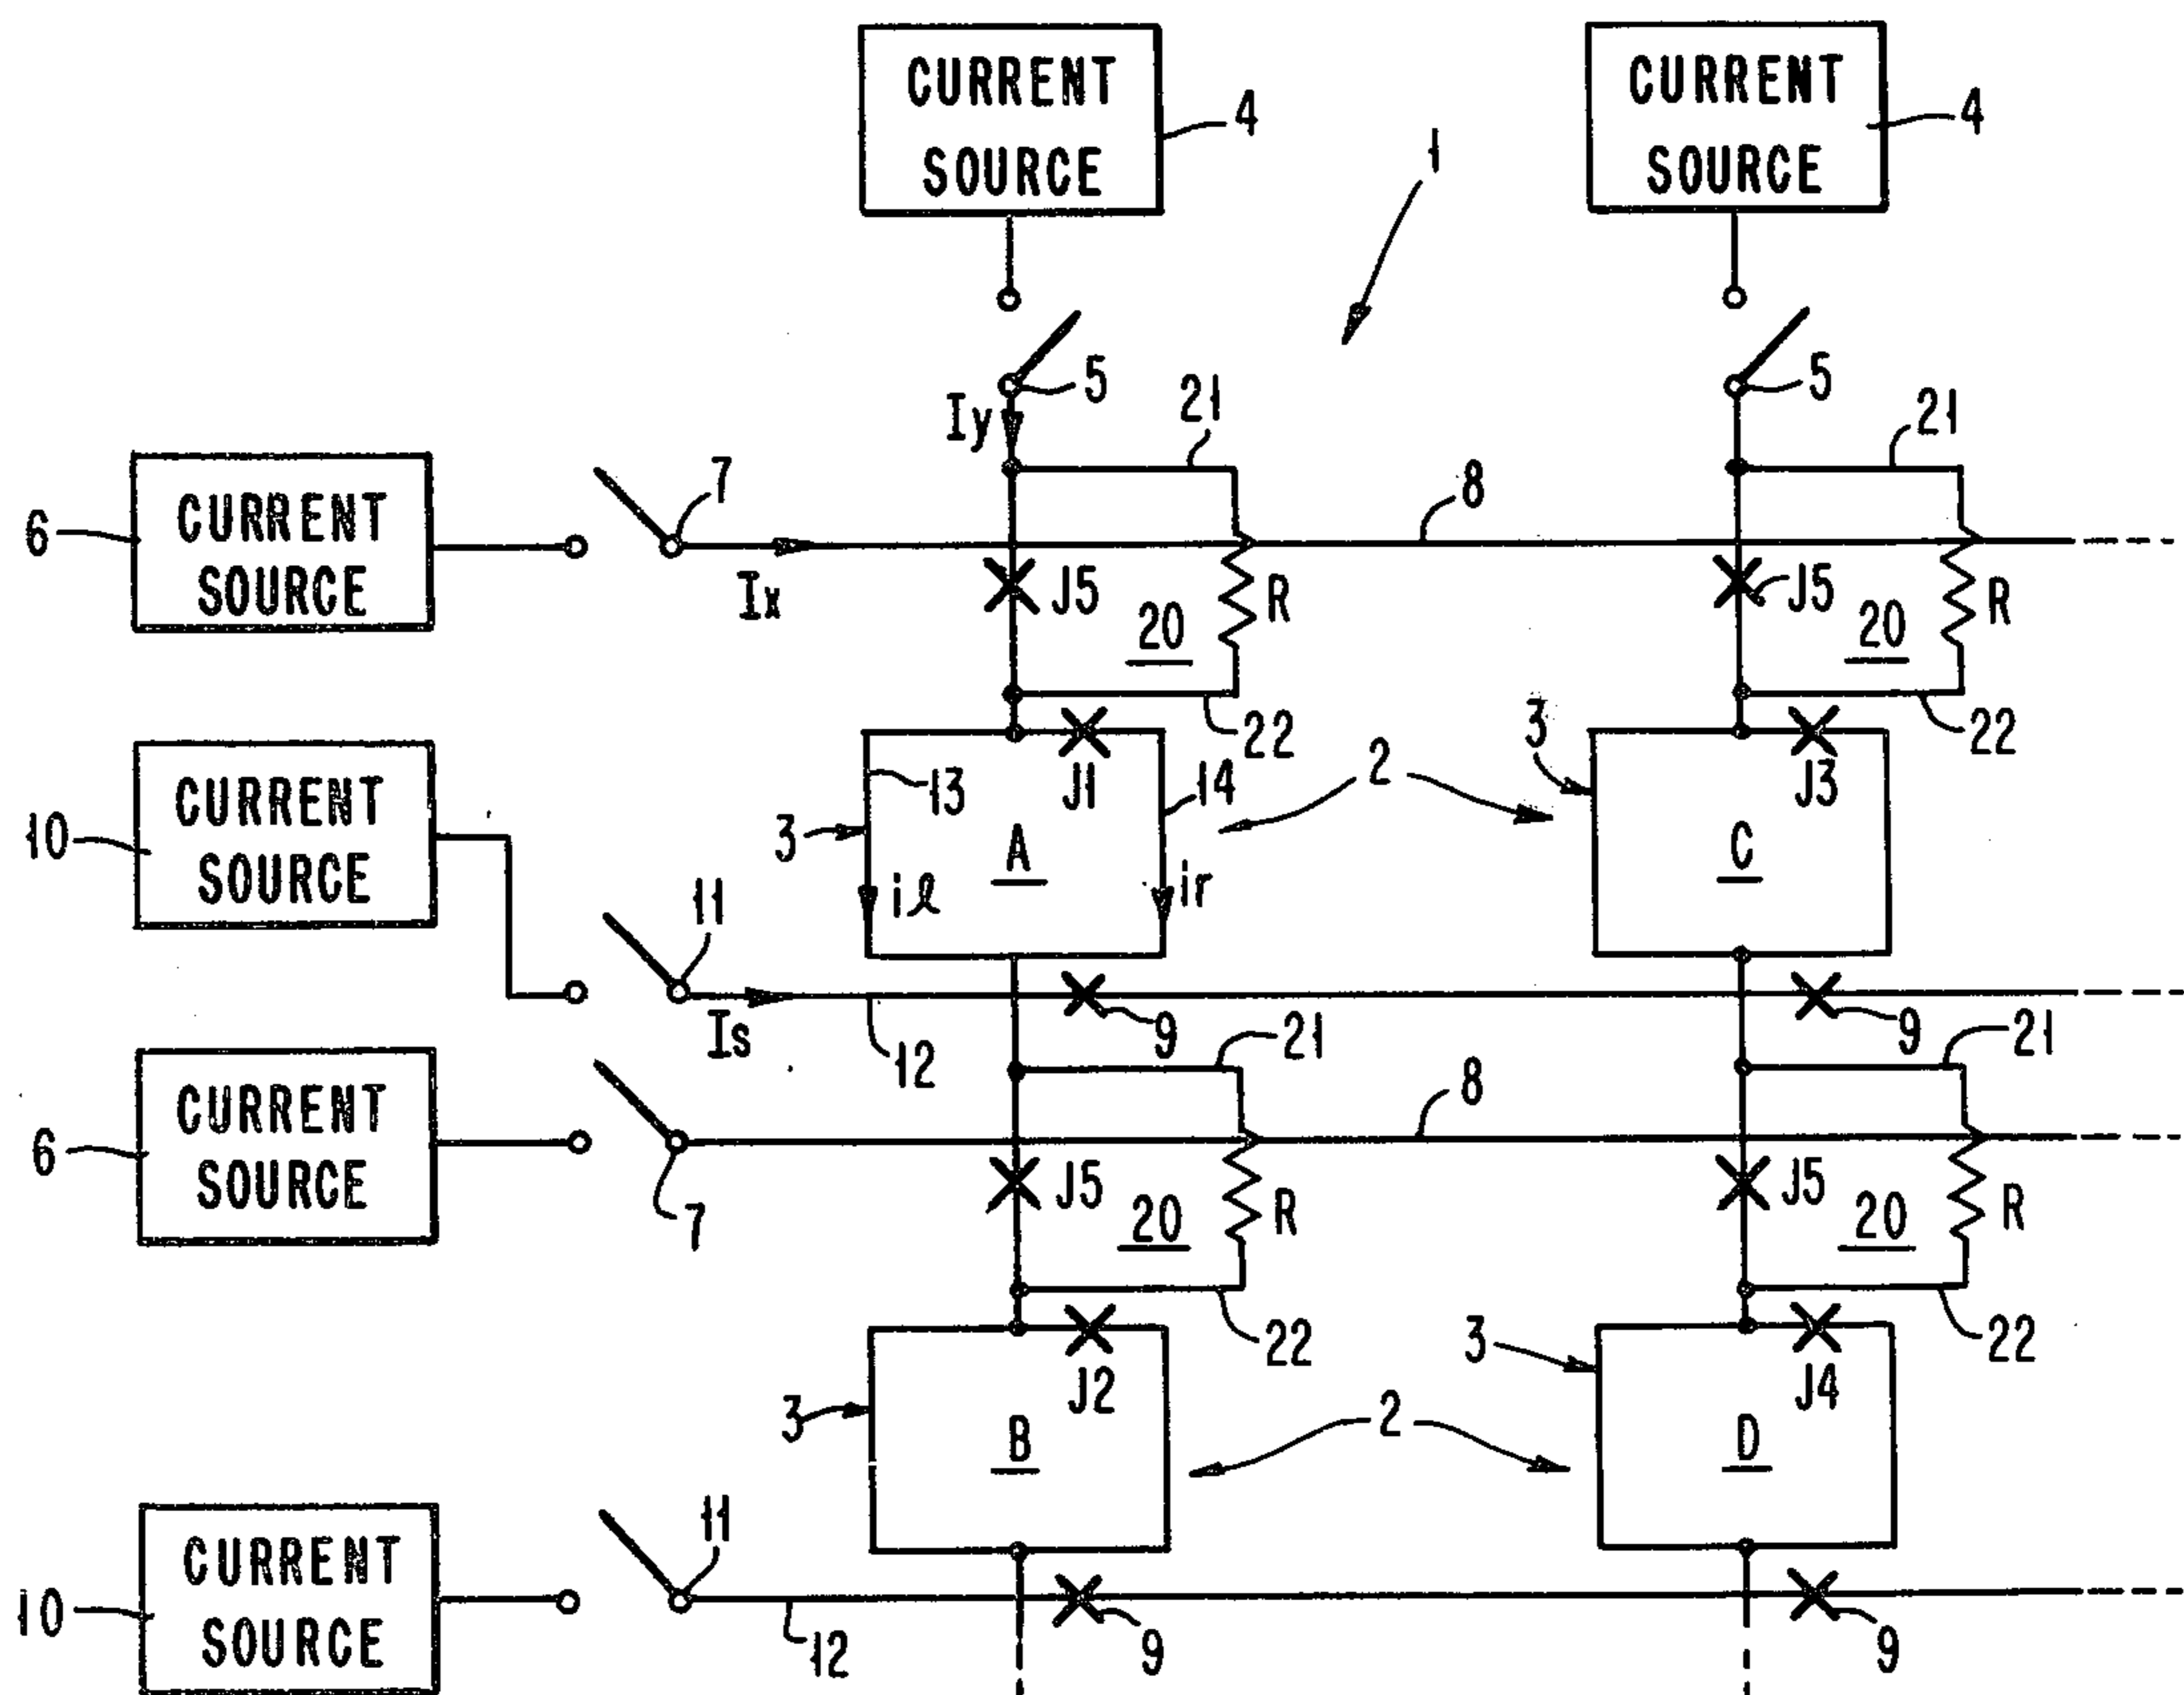 CURRENT SOURCE 4
CURRENT SOURCE 4
1
5
5
Iy
21
21
6 CURRENT SOURCE
7
8
Ix
J5
20
R
J5
20
R
22
22
10 CURRENT SOURCE
3
13
J1
14
2
3
J3
A
C
il
ir
11
Is
12
9
9
21
21
6 CURRENT SOURCE
7
8
J5
20
R
J5
20
R
22
22
3
J2
2
3
J4
B
D
10 CURRENT SOURCE
11
12
9
9